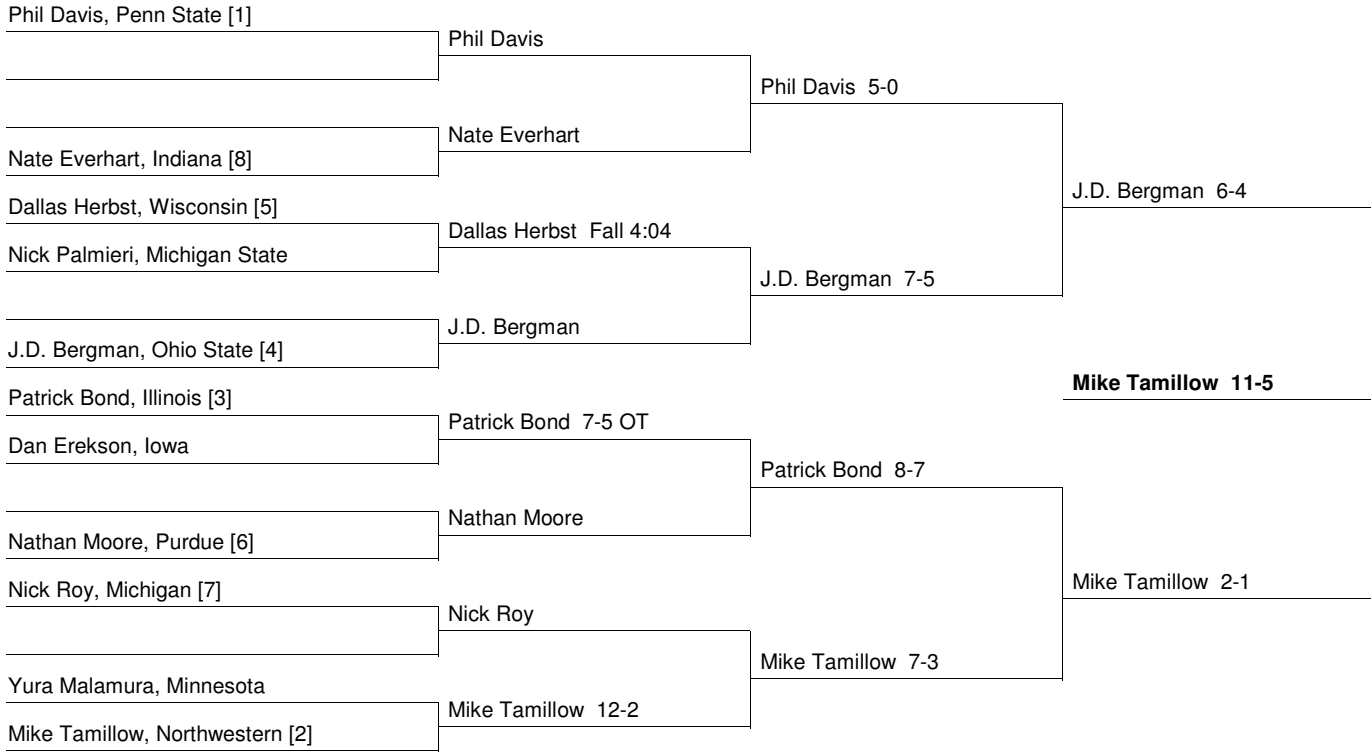 Phil Davis, Penn State [1]
Phil Davis
Phil Davis 5-0
Nate Everhart
Nate Everhart, Indiana [8]
J.D. Bergman 6-4
Dallas Herbst, Wisconsin [5]
Dallas Herbst Fall 4:04
Nick Palmieri, Michigan State
J.D. Bergman 7-5
J.D. Bergman
J.D. Bergman, Ohio State [4]
Mike Tamillow 11-5
Patrick Bond, Illinois [3]
Patrick Bond 7-5 OT
Dan Erekson, Iowa
Patrick Bond 8-7
Nathan Moore
Nathan Moore, Purdue [6]
Mike Tamillow 2-1
Nick Roy, Michigan [7]
Nick Roy
Mike Tamillow 7-3
Yura Malamura, Minnesota
Mike Tamillow 12-2
Mike Tamillow, Northwestern [2]